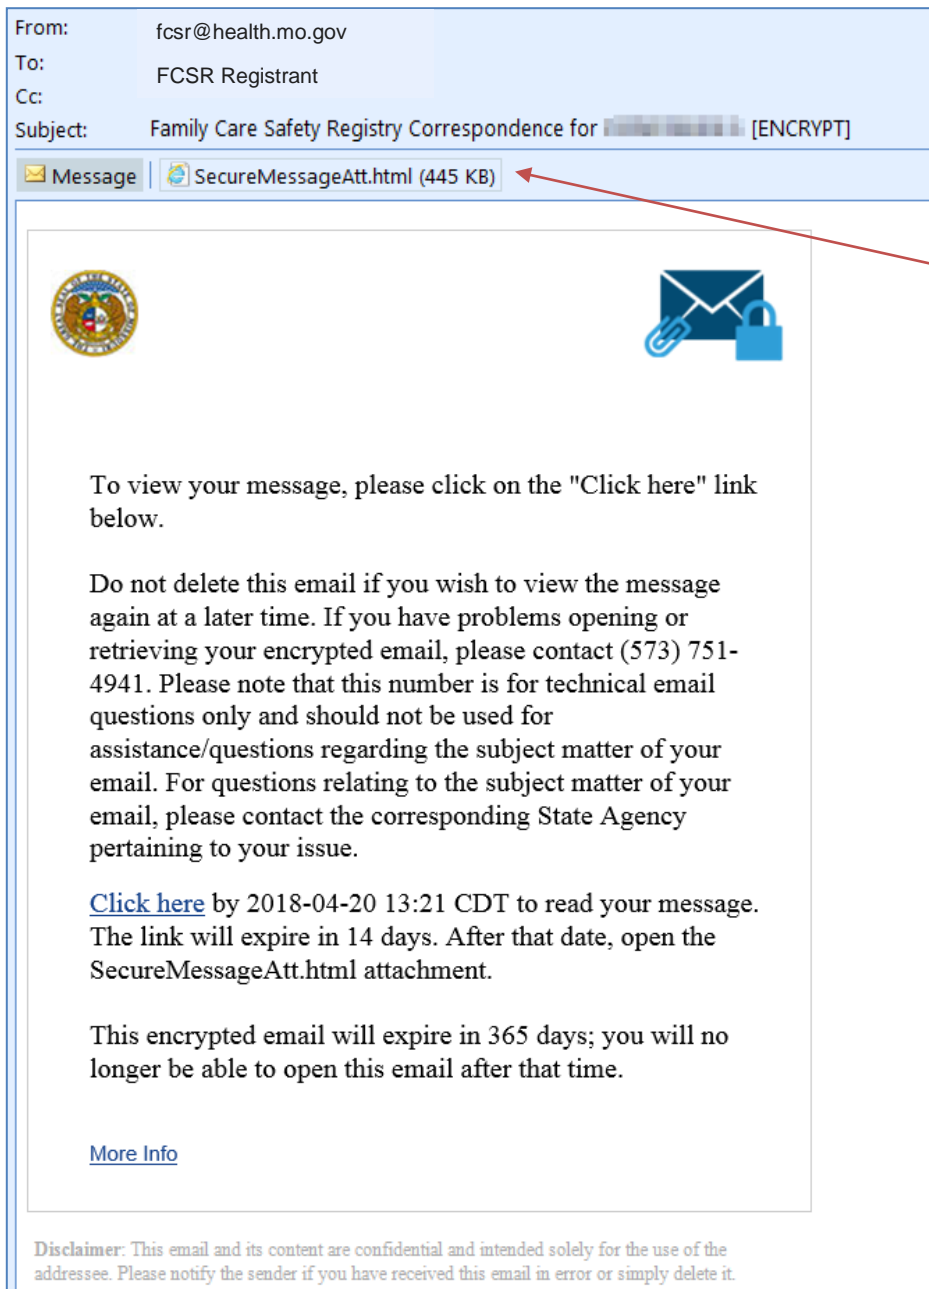 From: fcsr@health.mo.gov
To: FCSR Registrant
Cc:
Subject: Family Care Safety Registry Correspondence for [ENCRYPT]
Message SecureMessageAtt.html (445 KB)
To view your message, please click on the "Click here" link
below.
Do not delete this email if you wish to view the message
again at a later time. If you have problems opening or
retrieving your encrypted email, please contact (573) 751-
4941. Please note that this number is for technical email
questions only and should not be used for
assistance/questions regarding the subject matter of your
email. For questions relating to the subject matter of your
email, please contact the corresponding State Agency
pertaining to your issue.
Click here by 2018-04-20 13:21 CDT to read your message.
The link will expire in 14 days. After that date, open the
SecureMessageAtt.html attachment.
This encrypted email will expire in 365 days; you will no
longer be able to open this email after that time.
More Info
Disclaimer: This email and its content are confidential and intended solely for the use of the
addressee. Please notify the sender if you have received this email in error or simply delete it.